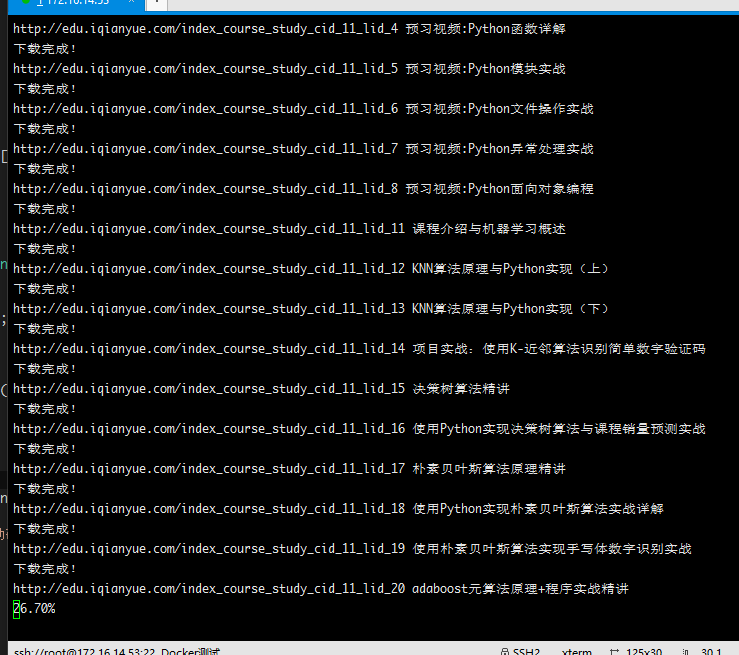 172.16.14.53
http://edu.iqianyue.com/index_course_study_cid_11_lid_4 预习视频:Python函数详解
下载完成!
http://edu.iqianyue.com/index_course_study_cid_11_lid_5 预习视频:Python模块实战
下载完成!
http://edu.iqianyue.com/index_course_study_cid_11_lid_6 预习视频:Python文件操作实战
下载完成!
http://edu.iqianyue.com/index_course_study_cid_11_lid_7 预习视频:Python异常处理实战
下载完成!
http://edu.iqianyue.com/index_course_study_cid_11_lid_8 预习视频:Python面向对象编程
下载完成!
http://edu.iqianyue.com/index_course_study_cid_11_lid_11 课程介绍与机器学习概述
下载完成!
http://edu.iqianyue.com/index_course_study_cid_11_lid_12 KNN算法原理与Python实现（上）
下载完成!
http://edu.iqianyue.com/index_course_study_cid_11_lid_13 KNN算法原理与Python实现（下）
下载完成!
http://edu.iqianyue.com/index_course_study_cid_11_lid_14 项目实战：使用K-近邻算法识别简单数字验证码
下载完成!
http://edu.iqianyue.com/index_course_study_cid_11_lid_15 决策树算法精讲
下载完成!
http://edu.iqianyue.com/index_course_study_cid_11_lid_16 使用Python实现决策树算法与课程销量预测实战
下载完成!
http://edu.iqianyue.com/index_course_study_cid_11_lid_17 朴素贝叶斯算法原理精讲
下载完成!
http://edu.iqianyue.com/index_course_study_cid_11_lid_18 使用Python实现朴素贝叶斯算法实战详解
下载完成!
http://edu.iqianyue.com/index_course_study_cid_11_lid_19 使用朴素贝叶斯算法实现手写体数字识别实战
下载完成!
http://edu.iqianyue.com/index_course_study_cid_11_lid_20 adaboost元算法原理+程序实战精讲
26.70%
ssh://root@172.16.14.53:22 Docker测试 SSH2 xterm 125x30 30,1